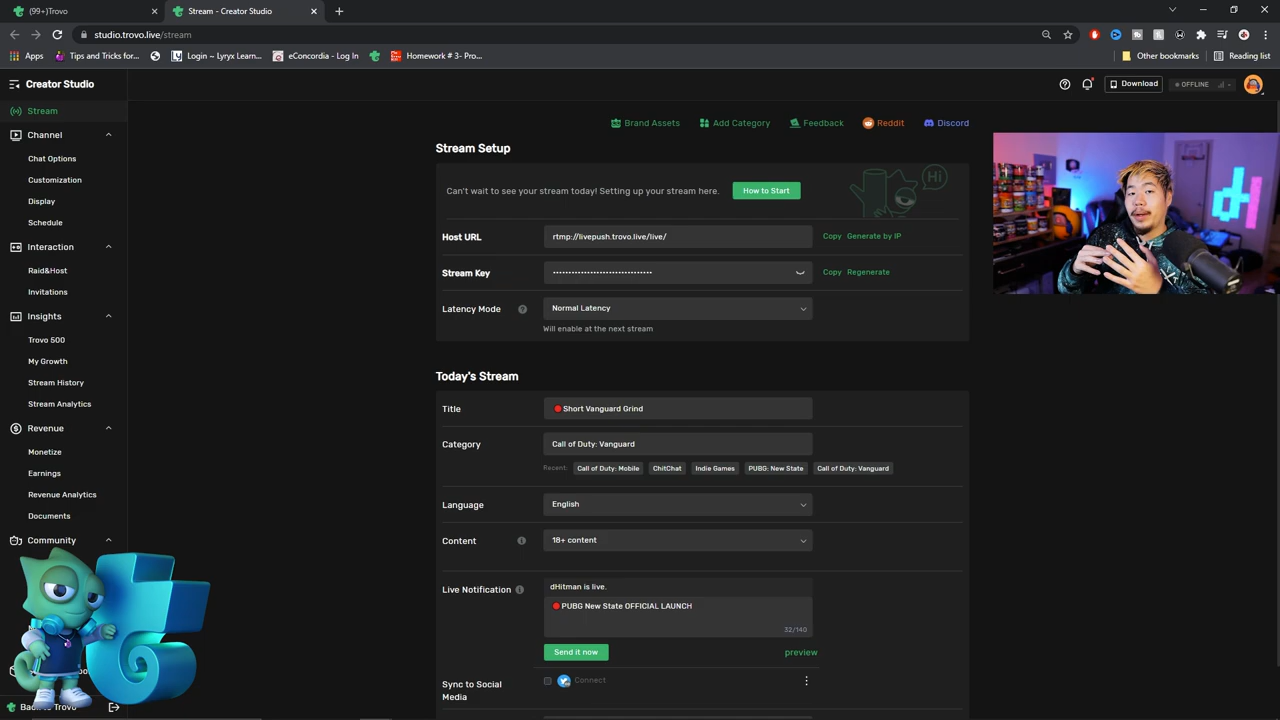 (99+)Trovo
Stream - Creator Studio
studio.trovo.live/stream
Apps
Tips and Tricks for...
Login – Lyryx Learn...
eConcordia - Log In
Homework # 3- Pro...
Other bookmarks
Reading list
Creator Studio
Download
OFFLINE
Stream
Channel
Chat Options
Customization
Display
Schedule
Interaction
Raid&Host
Invitations
Insights
Trovo 500
My Growth
Stream History
Stream Analytics
Revenue
Monetize
Earnings
Revenue Analytics
Documents
Community
Back to Trovo
Brand Assets
Add Category
Feedback
Reddit
Discord
Stream Setup
Can't wait to see your stream today! Setting up your stream here.
How to Start
Hi
Host URL
rtmp://livepush.trovo.live/live/
Copy Generate by IP
Stream Key
Copy Regenerate
Latency Mode
Normal Latency
Will enable at the next stream
Today's Stream
Title
Short Vanguard Grind
Category
Call of Duty: Vanguard
Recent: Call of Duty: Mobile ChitChat Indie Games PUBG: New State Call of Duty: Vanguard
Language
English
Content
18+ content
Live Notification
dHitman is live.
PUBG New State OFFICIAL LAUNCH
32/140
Send it now
preview
Sync to Social
Media
Connect